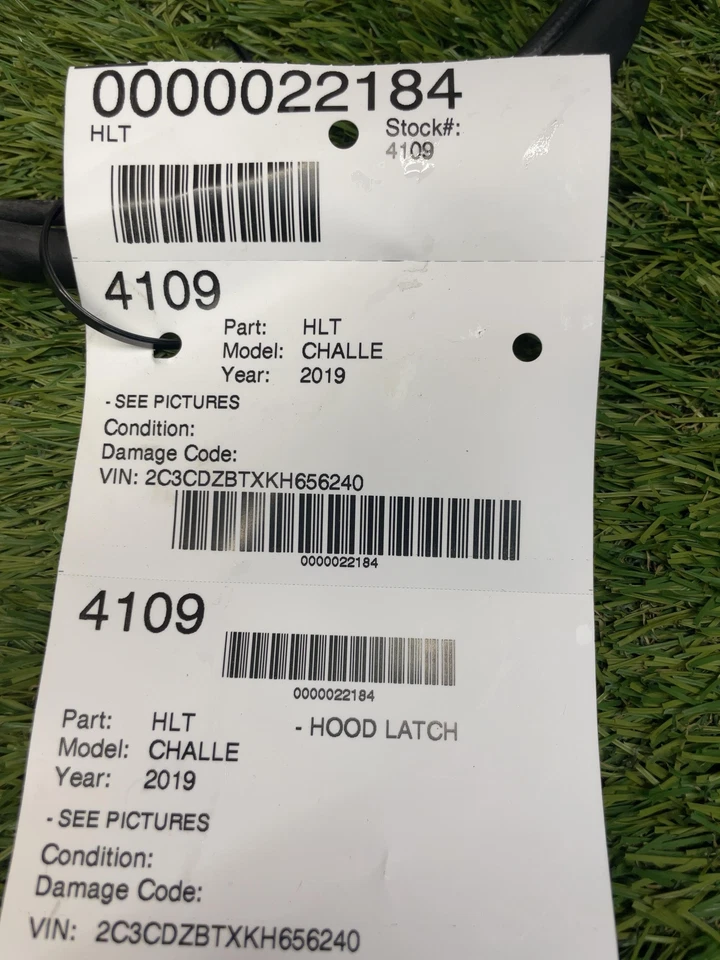 0000022184
HLT
Stock#:
4109
4109
Part: HLT
Model: CHALLE
Year: 2019
- SEE PICTURES
Condition:
Damage Code:
VIN: 2C3CDZBTXKH656240
0000022184
4109
0000022184
Part: HLT - HOOD LATCH
Model: CHALLE
Year: 2019
- SEE PICTURES
Condition:
Damage Code:
VIN: 2C3CDZBTXKH656240